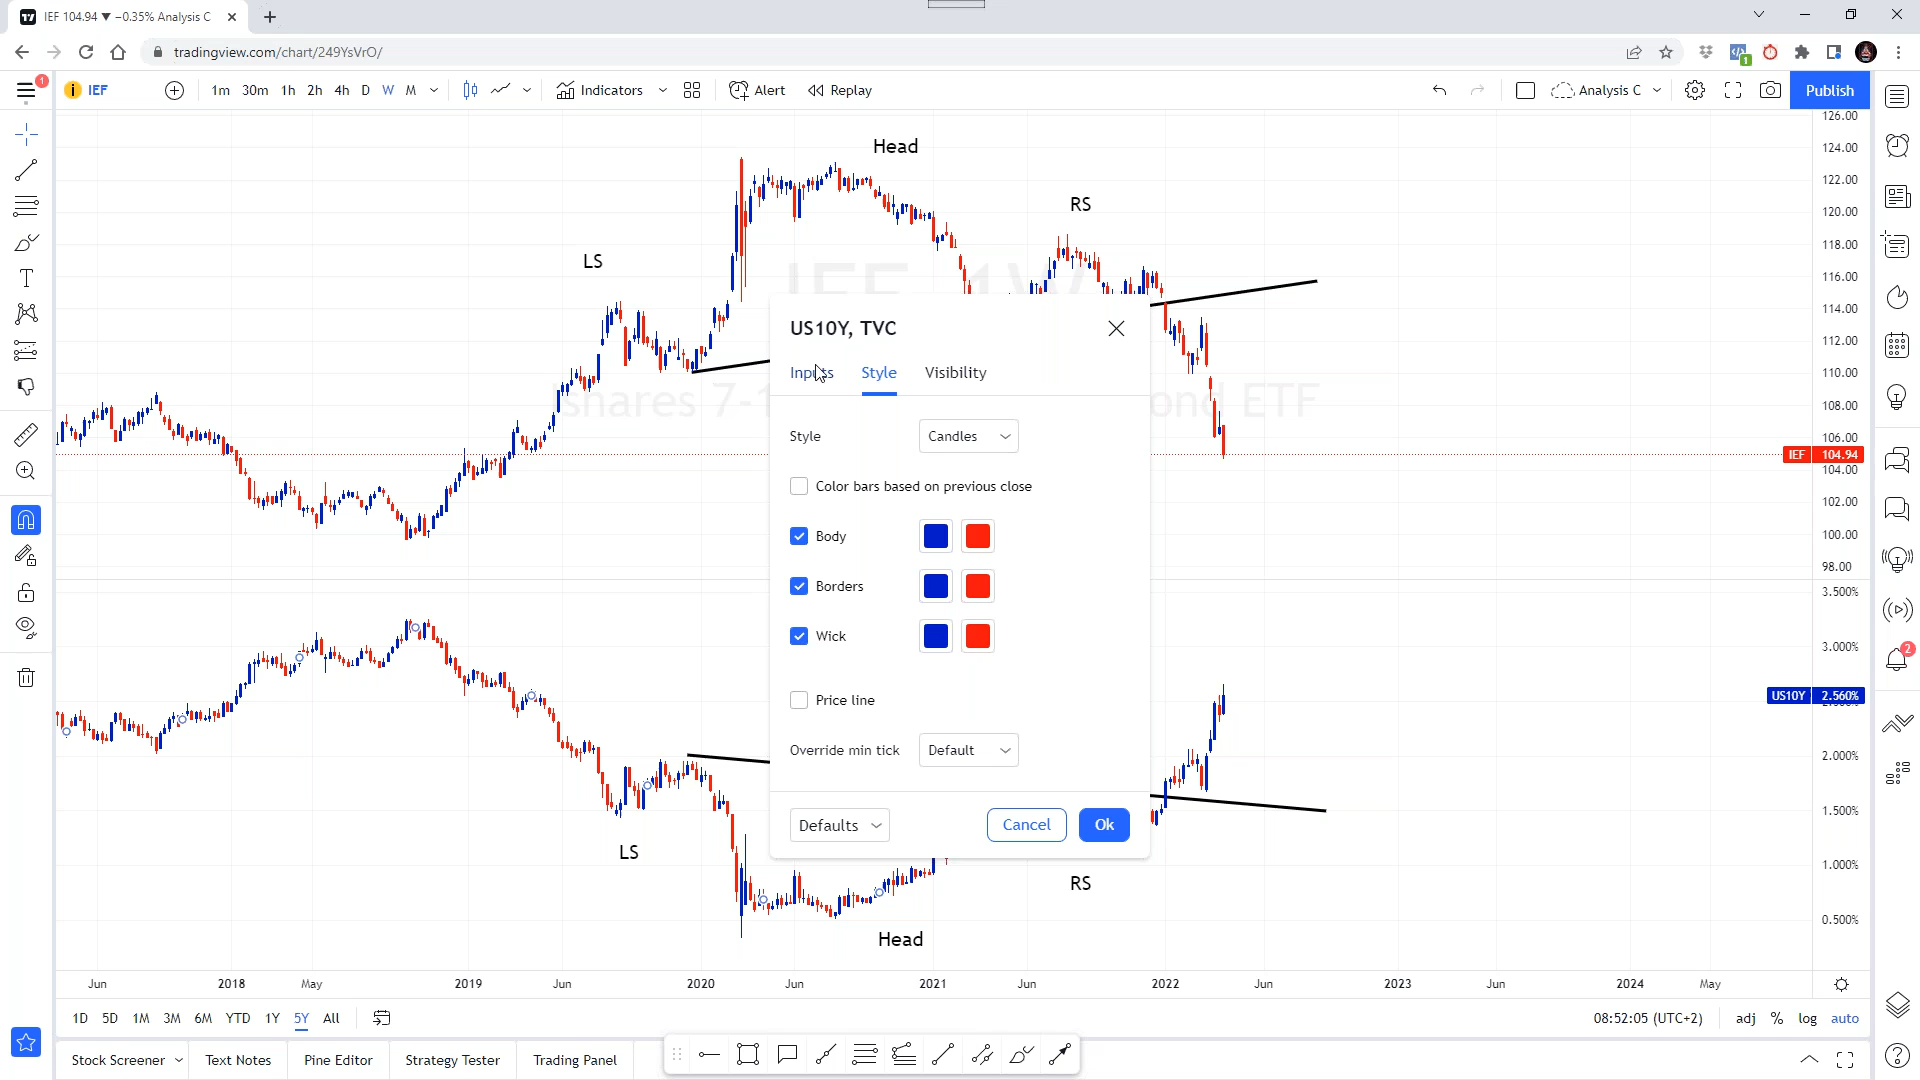 IEF 104.94 ▼ −0.35% Analysis C
tradingview.com/chart/249YsVrO/
1
1
IEF
1m 30m 1h 2h 4h D W M
Indicators
Alert
Replay
Analysis C
Publish
126.00
124.00
122.00
120.00
118.00
116.00
114.00
112.00
110.00
108.00
106.00
IEF 104.94
104.00
102.00
100.00
98.00
Head
RS
LS
US10Y, TVC
Inputs Style Visibility
Style Candles
Color bars based on previous close
Body
Borders
Wick
Price line
Override min tick Default
Defaults Cancel Ok
3.500%
3.000%
2
US10Y 2.560%
2.000%
1.500%
1.000%
0.500%
LS
RS
Head
Jun 2018 May 2019 Jun 2020 Jun 2021 Jun 2022 Jun 2023 Jun 2024 May
1D 5D 1M 3M 6M YTD 1Y 5Y All
08:52:05 (UTC+2) adj % log auto
Stock Screener Text Notes Pine Editor Strategy Tester Trading Panel